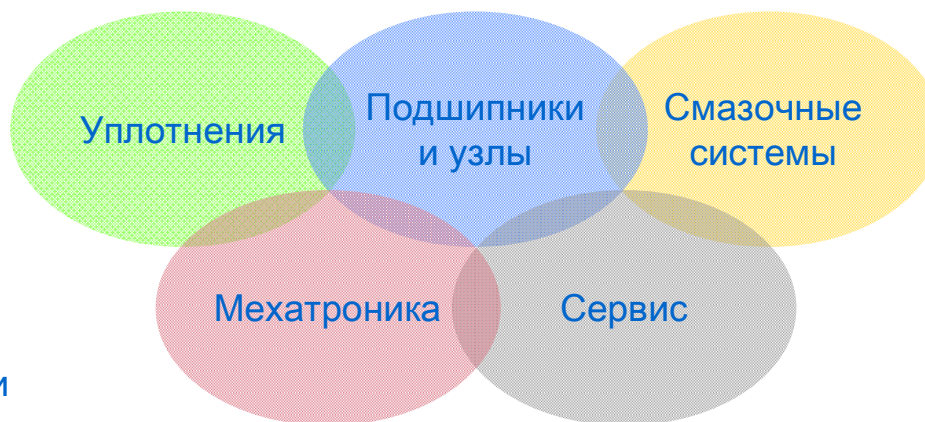 Уплотнения
Подшипники
и узлы
Смазочные
системы
Мехатроника
Сервис
и